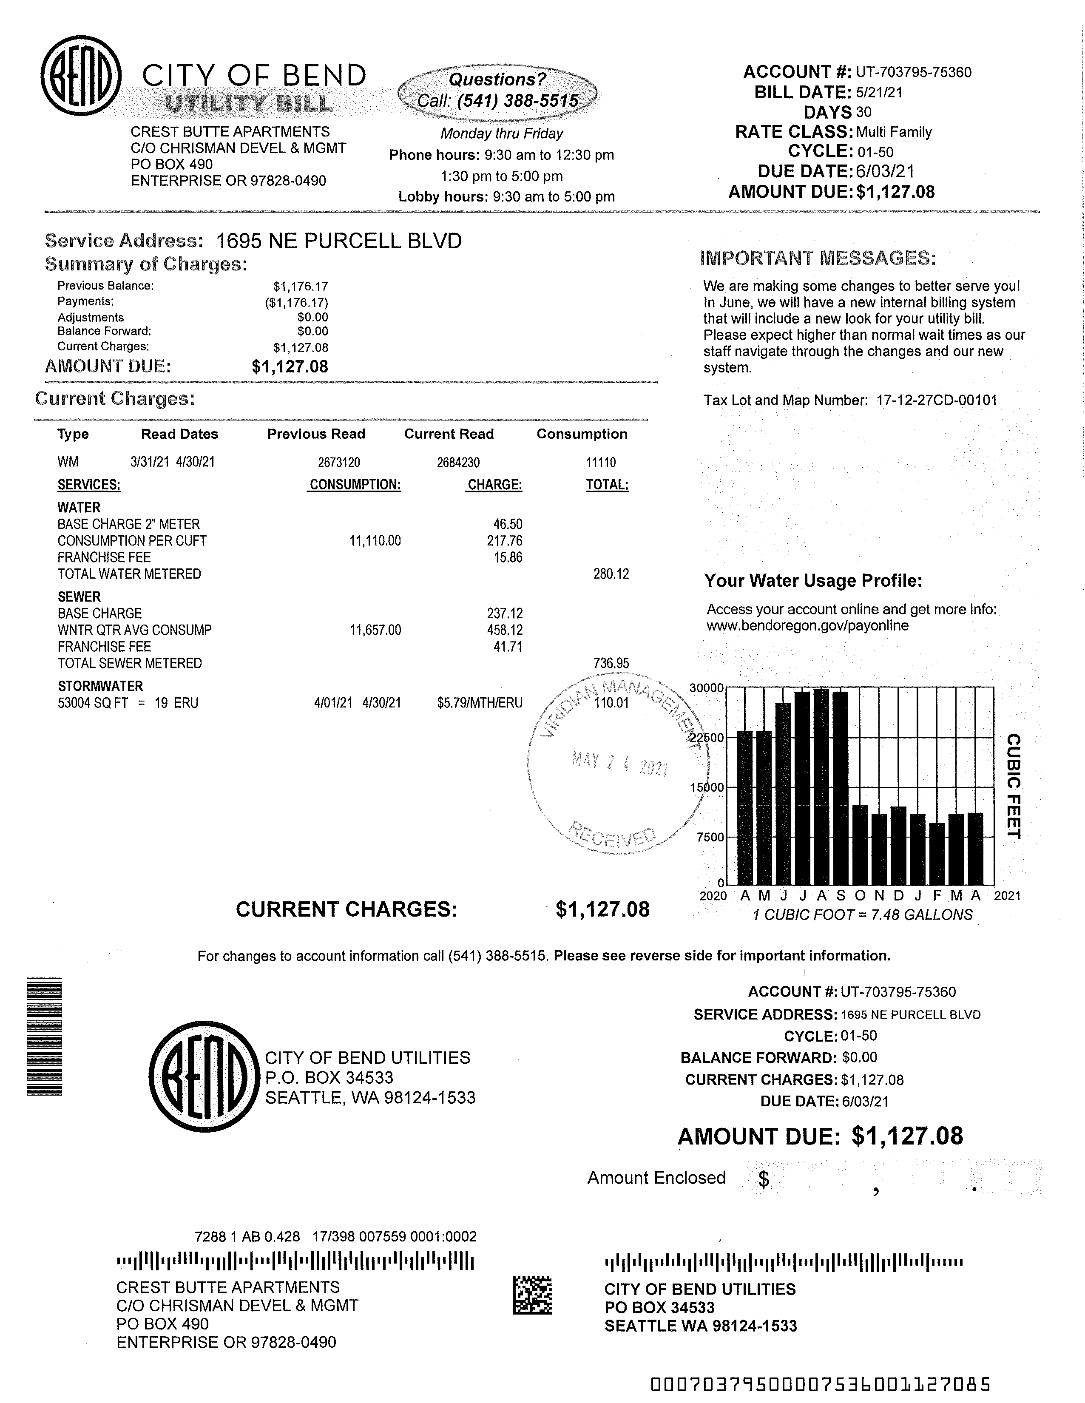 BEND
CITY OF BEND
UTILITY BILL
CREST BUTTE APARTMENTS
C/O CHRISMAN DEVEL & MGMT
PO BOX 490
ENTERPRISE OR 97828-0490
Questions?
Call: (541) 388-5515
Monday thru Friday
Phone hours: 9:30 am to 12:30 pm
1:30 pm to 5:00 pm
Lobby hours: 9:30 am to 5:00 pm
ACCOUNT #: UT-703795-75360
BILL DATE: 5/21/21
DAYS 30
RATE CLASS: Multi Family
CYCLE: 01-50
DUE DATE: 6/03/21
AMOUNT DUE: $1,127.08
Service Address: 1695 NE PURCELL BLVD
Summary of Charges:
Previous Balance: $1,176.17
Payments: ($1,176.17)
Adjustments $0.00
Balance Forward: $0.00
Current Charges: $1,127.08
AMOUNT DUE: $1,127.08
IMPORTANT MESSAGES:
We are making some changes to better serve you!
In June, we will have a new internal billing system
that will include a new look for your utility bill.
Please expect higher than normal wait times as our
staff navigate through the changes and our new
system.
Tax Lot and Map Number: 17-12-27CD-00101
Current Charges:
Type Read Dates Previous Read Current Read Consumption
WM 3/31/21 4/30/21 2673120 2684230 11110
SERVICES: CONSUMPTION: CHARGE: TOTAL:
WATER
BASE CHARGE 2" METER 46.50
CONSUMPTION PER CUFT 11,110.00 217.76
FRANCHISE FEE 15.86
TOTAL WATER METERED 280.12
SEWER
BASE CHARGE 237.12
WNTR QTR AVG CONSUMP 11,657.00 458.12
FRANCHISE FEE 41.71
TOTAL SEWER METERED 736.95
STORMWATER
53004 SQ FT = 19 ERU 4/01/21 4/30/21 $5.79/MTH/ERU 110.01
VIRIDIAN MANAGEMENT
MAY 24 2021
RECEIVED
Your Water Usage Profile:
Access your account online and get more info:
www.bendoregon.gov/payonline
30000
22500
15000
7500
0
CUBIC FEET
2020 A M J J A S O N D J F M A 2021
1 CUBIC FOOT = 7.48 GALLONS
CURRENT CHARGES: $1,127.08
For changes to account information call (541) 388-5515. Please see reverse side for important information.
BEND
CITY OF BEND UTILITIES
P.O. BOX 34533
SEATTLE, WA 98124-1533
ACCOUNT #: UT-703795-75360
SERVICE ADDRESS: 1695 NE PURCELL BLVD
CYCLE: 01-50
BALANCE FORWARD: $0.00
CURRENT CHARGES: $1,127.08
DUE DATE: 6/03/21
AMOUNT DUE: $1,127.08
Amount Enclosed $ , .
7288 1 AB 0.428 17/398 007559 0001:0002
CREST BUTTE APARTMENTS
C/O CHRISMAN DEVEL & MGMT
PO BOX 490
ENTERPRISE OR 97828-0490
CITY OF BEND UTILITIES
PO BOX 34533
SEATTLE WA 98124-1533
000703795000075360011270​85